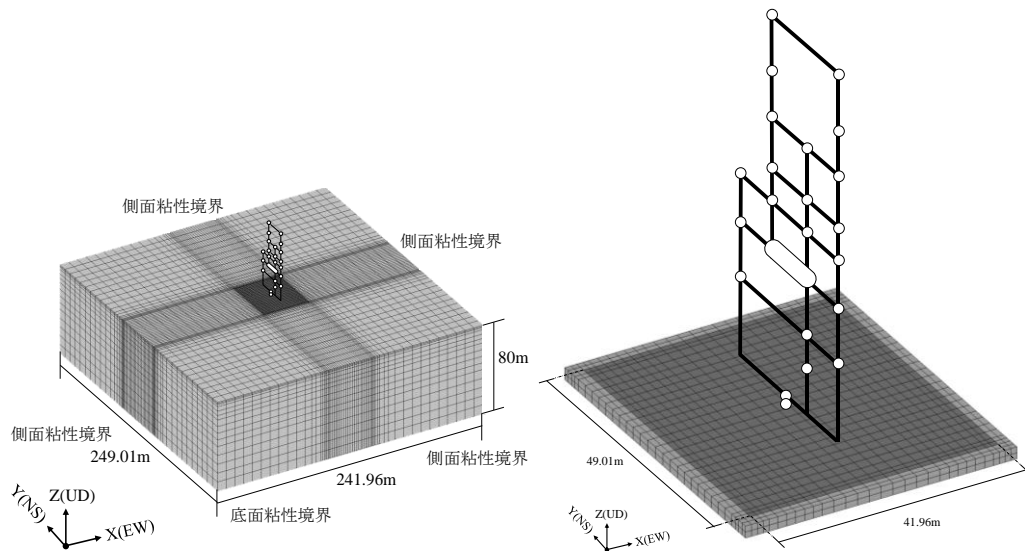 側面粘性境界
側面粘性境界
80m
側面粘性境界
249.01m
241.96m
側面粘性境界
底面粘性境界
Y(NS)
Z(UD)
X(EW)
49.01m
41.96m
Y(NS)
Z(UD)
X(EW)